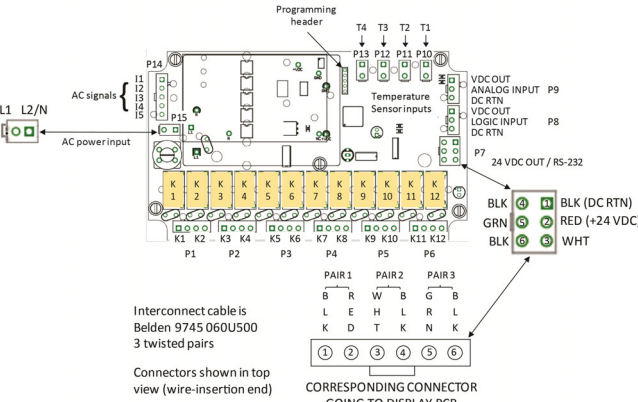 Programming
header
T4 T3 T2 T1
P13 P12 P11 P10
P14
I1
I2
I3
I4
I5
AC signals
L1 L2/N
P15
AC power input
Temperature
Sensor inputs
VDC OUT
ANALOG INPUT P9
DC RTN
VDC OUT
LOGIC INPUT P8
DC RTN
P7
24 VDC OUT / RS-232
K K K K K K K K K K K K
1 2 3 4 5 6 7 8 9 10 11 12
K1 K2 K3 K4 K5 K6 K7 K8 K9 K10 K11 K12
P1 P2 P3 P4 P5 P6
BLK 4 1 BLK (DC RTN)
GRN 5 2 RED (+24 VDC)
BLK 6 3 WHT
PAIR 1 PAIR 2 PAIR 3
B R W B G B
L E H L R L
K D T K N K
1 2 3 4 5 6
Interconnect cable is
Belden 9745 060U500
3 twisted pairs
Connectors shown in top
view (wire-insertion end)
CORRESPONDING CONNECTOR
GOING TO DISPLAY PCB